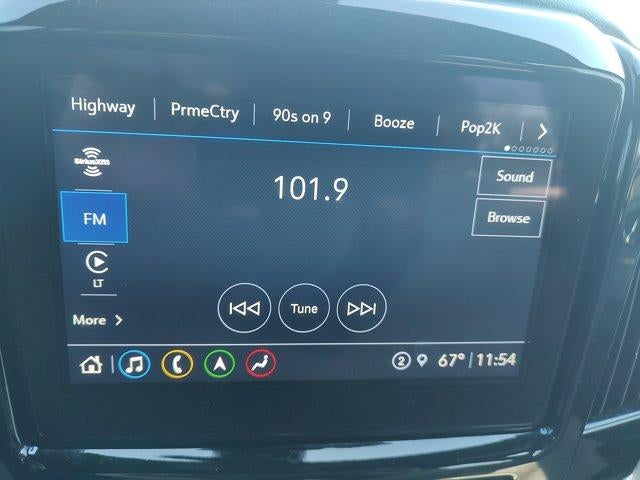 Highway PrmeCtry 90s on 9 Booze Pop2K
SiriusXM
Sound
101.9
FM
Browse
LT
Tune
More
2 67° 11:54